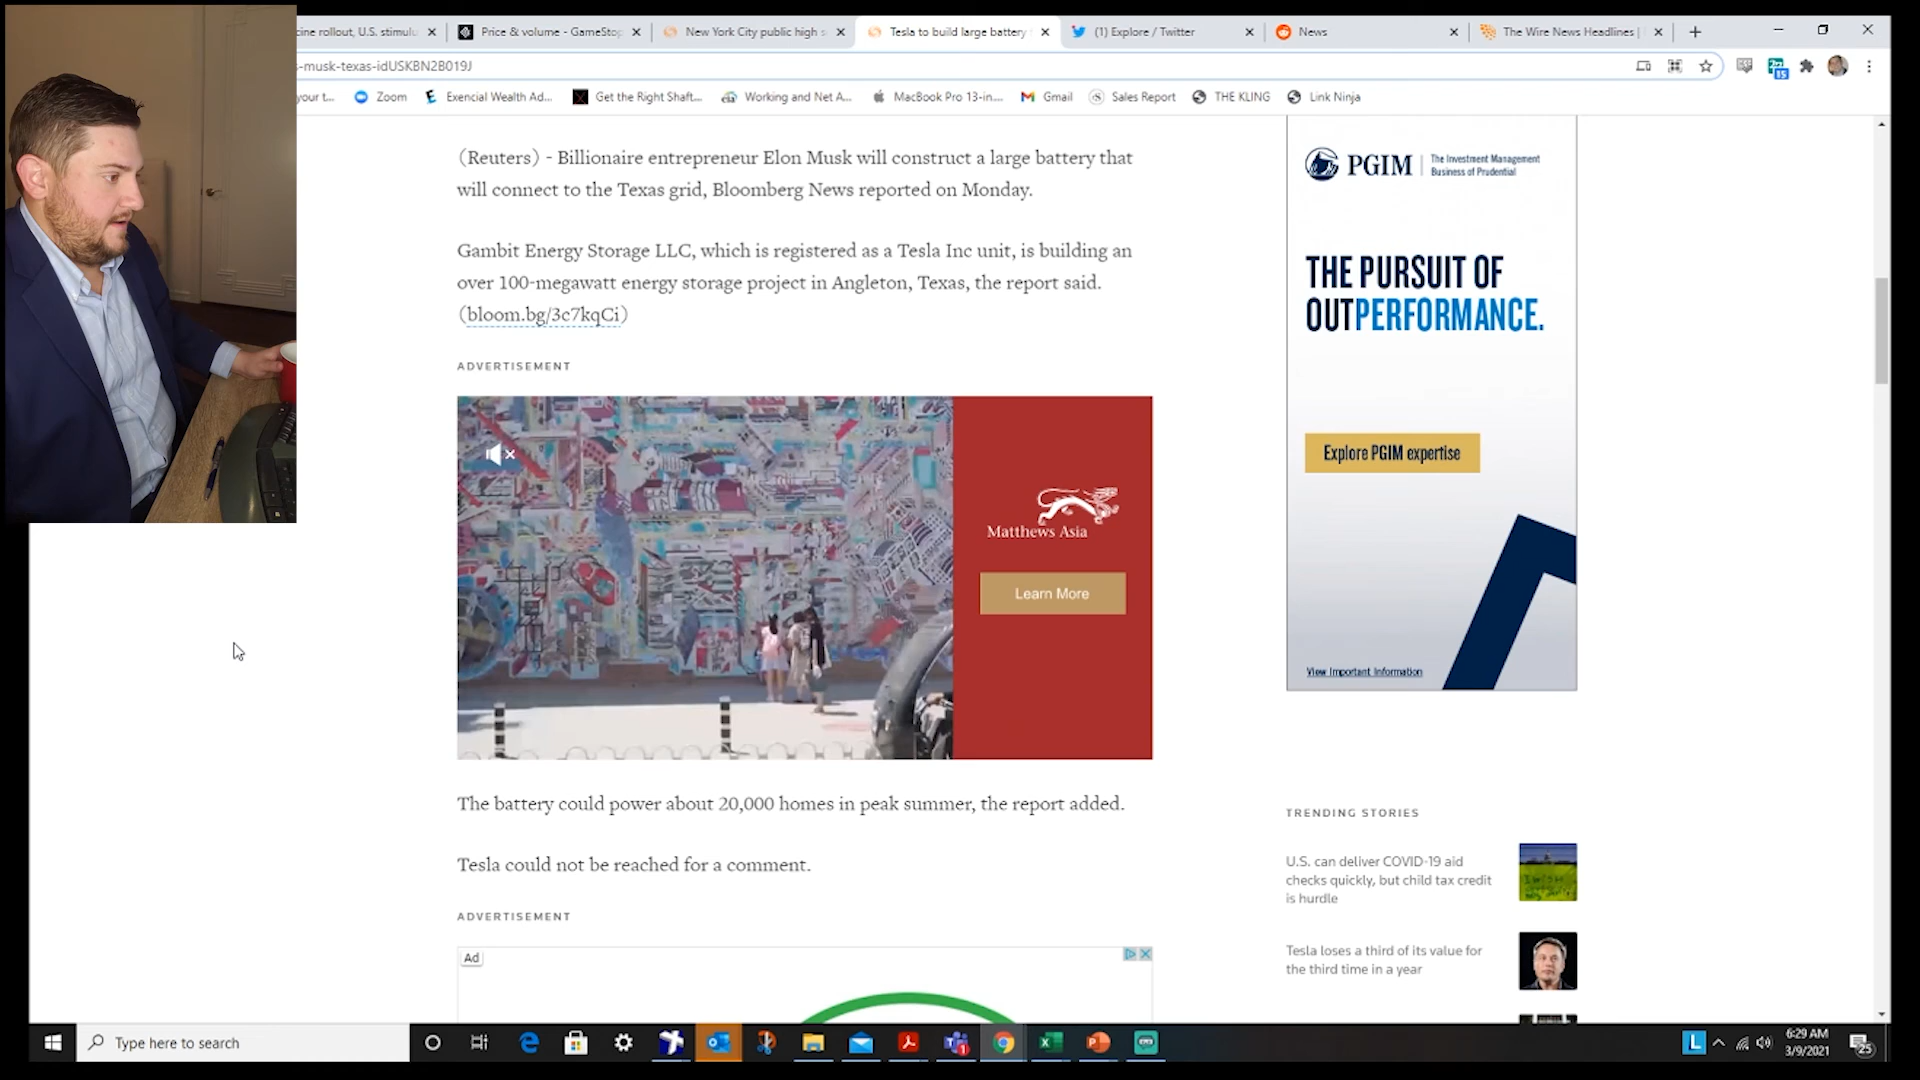 cine rollout, U.S. stimulu
Price & volume - GameStop
New York City public high s
Tesla to build large battery
(1) Explore / Twitter
News
The Wire News Headlines |
s-musk-texas-idUSKBN2B019J
15
your t...
Zoom
Exencial Wealth Ad...
Get the Right Shaft...
Working and Net A...
MacBook Pro 13-in....
Gmail
Sales Report
THE KLING
Link Ninja
(Reuters) - Billionaire entrepreneur Elon Musk will construct a large battery that
will connect to the Texas grid, Bloomberg News reported on Monday.
Gambit Energy Storage LLC, which is registered as a Tesla Inc unit, is building an
over 100-megawatt energy storage project in Angleton, Texas, the report said.
(bloom.bg/3c7kqCi)
ADVERTISEMENT
Matthews Asia
Learn More
The battery could power about 20,000 homes in peak summer, the report added.
Tesla could not be reached for a comment.
ADVERTISEMENT
Ad
PGIM
The Investment Management
Business of Prudential
THE PURSUIT OF
OUTPERFORMANCE.
Explore PGIM expertise
View Important Information
TRENDING STORIES
U.S. can deliver COVID-19 aid
checks quickly, but child tax credit
is hurdle
Tesla loses a third of its value for
the third time in a year
Type here to search
L
6:29 AM
3/9/2021
25